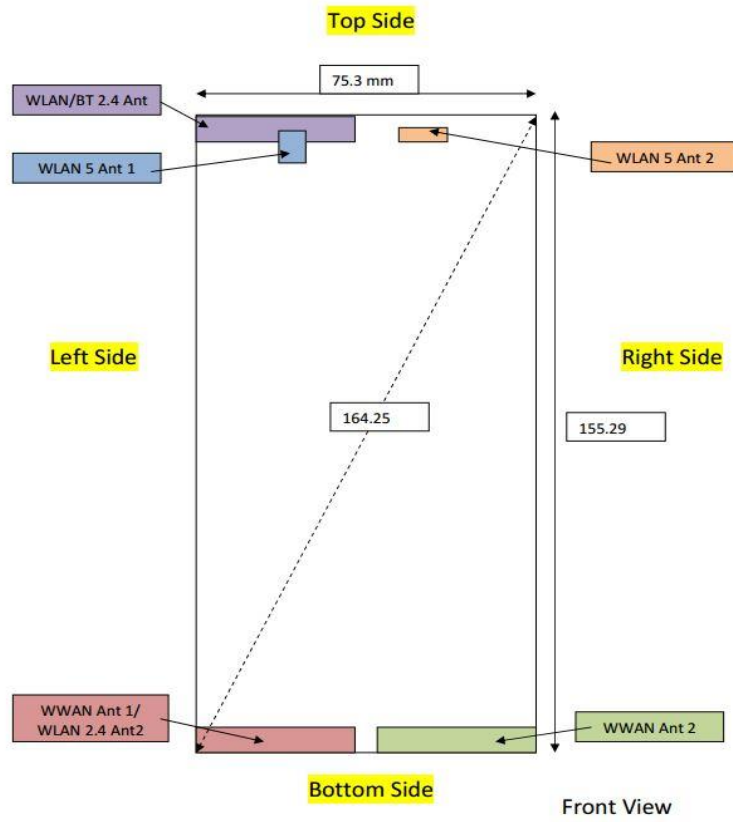 Top Side
75.3 mm
WLAN/BT 2.4 Ant
WLAN 5 Ant 1
WLAN 5 Ant 2
Left Side
Right Side
164.25
155.29
WWAN Ant 1/
WLAN 2.4 Ant2
WWAN Ant 2
Bottom Side
Front View